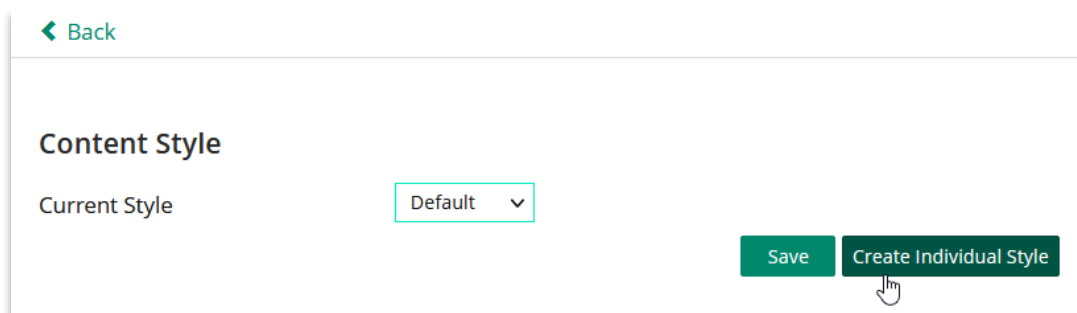 Back
Content Style
Current Style Default
Save Create Individual Style